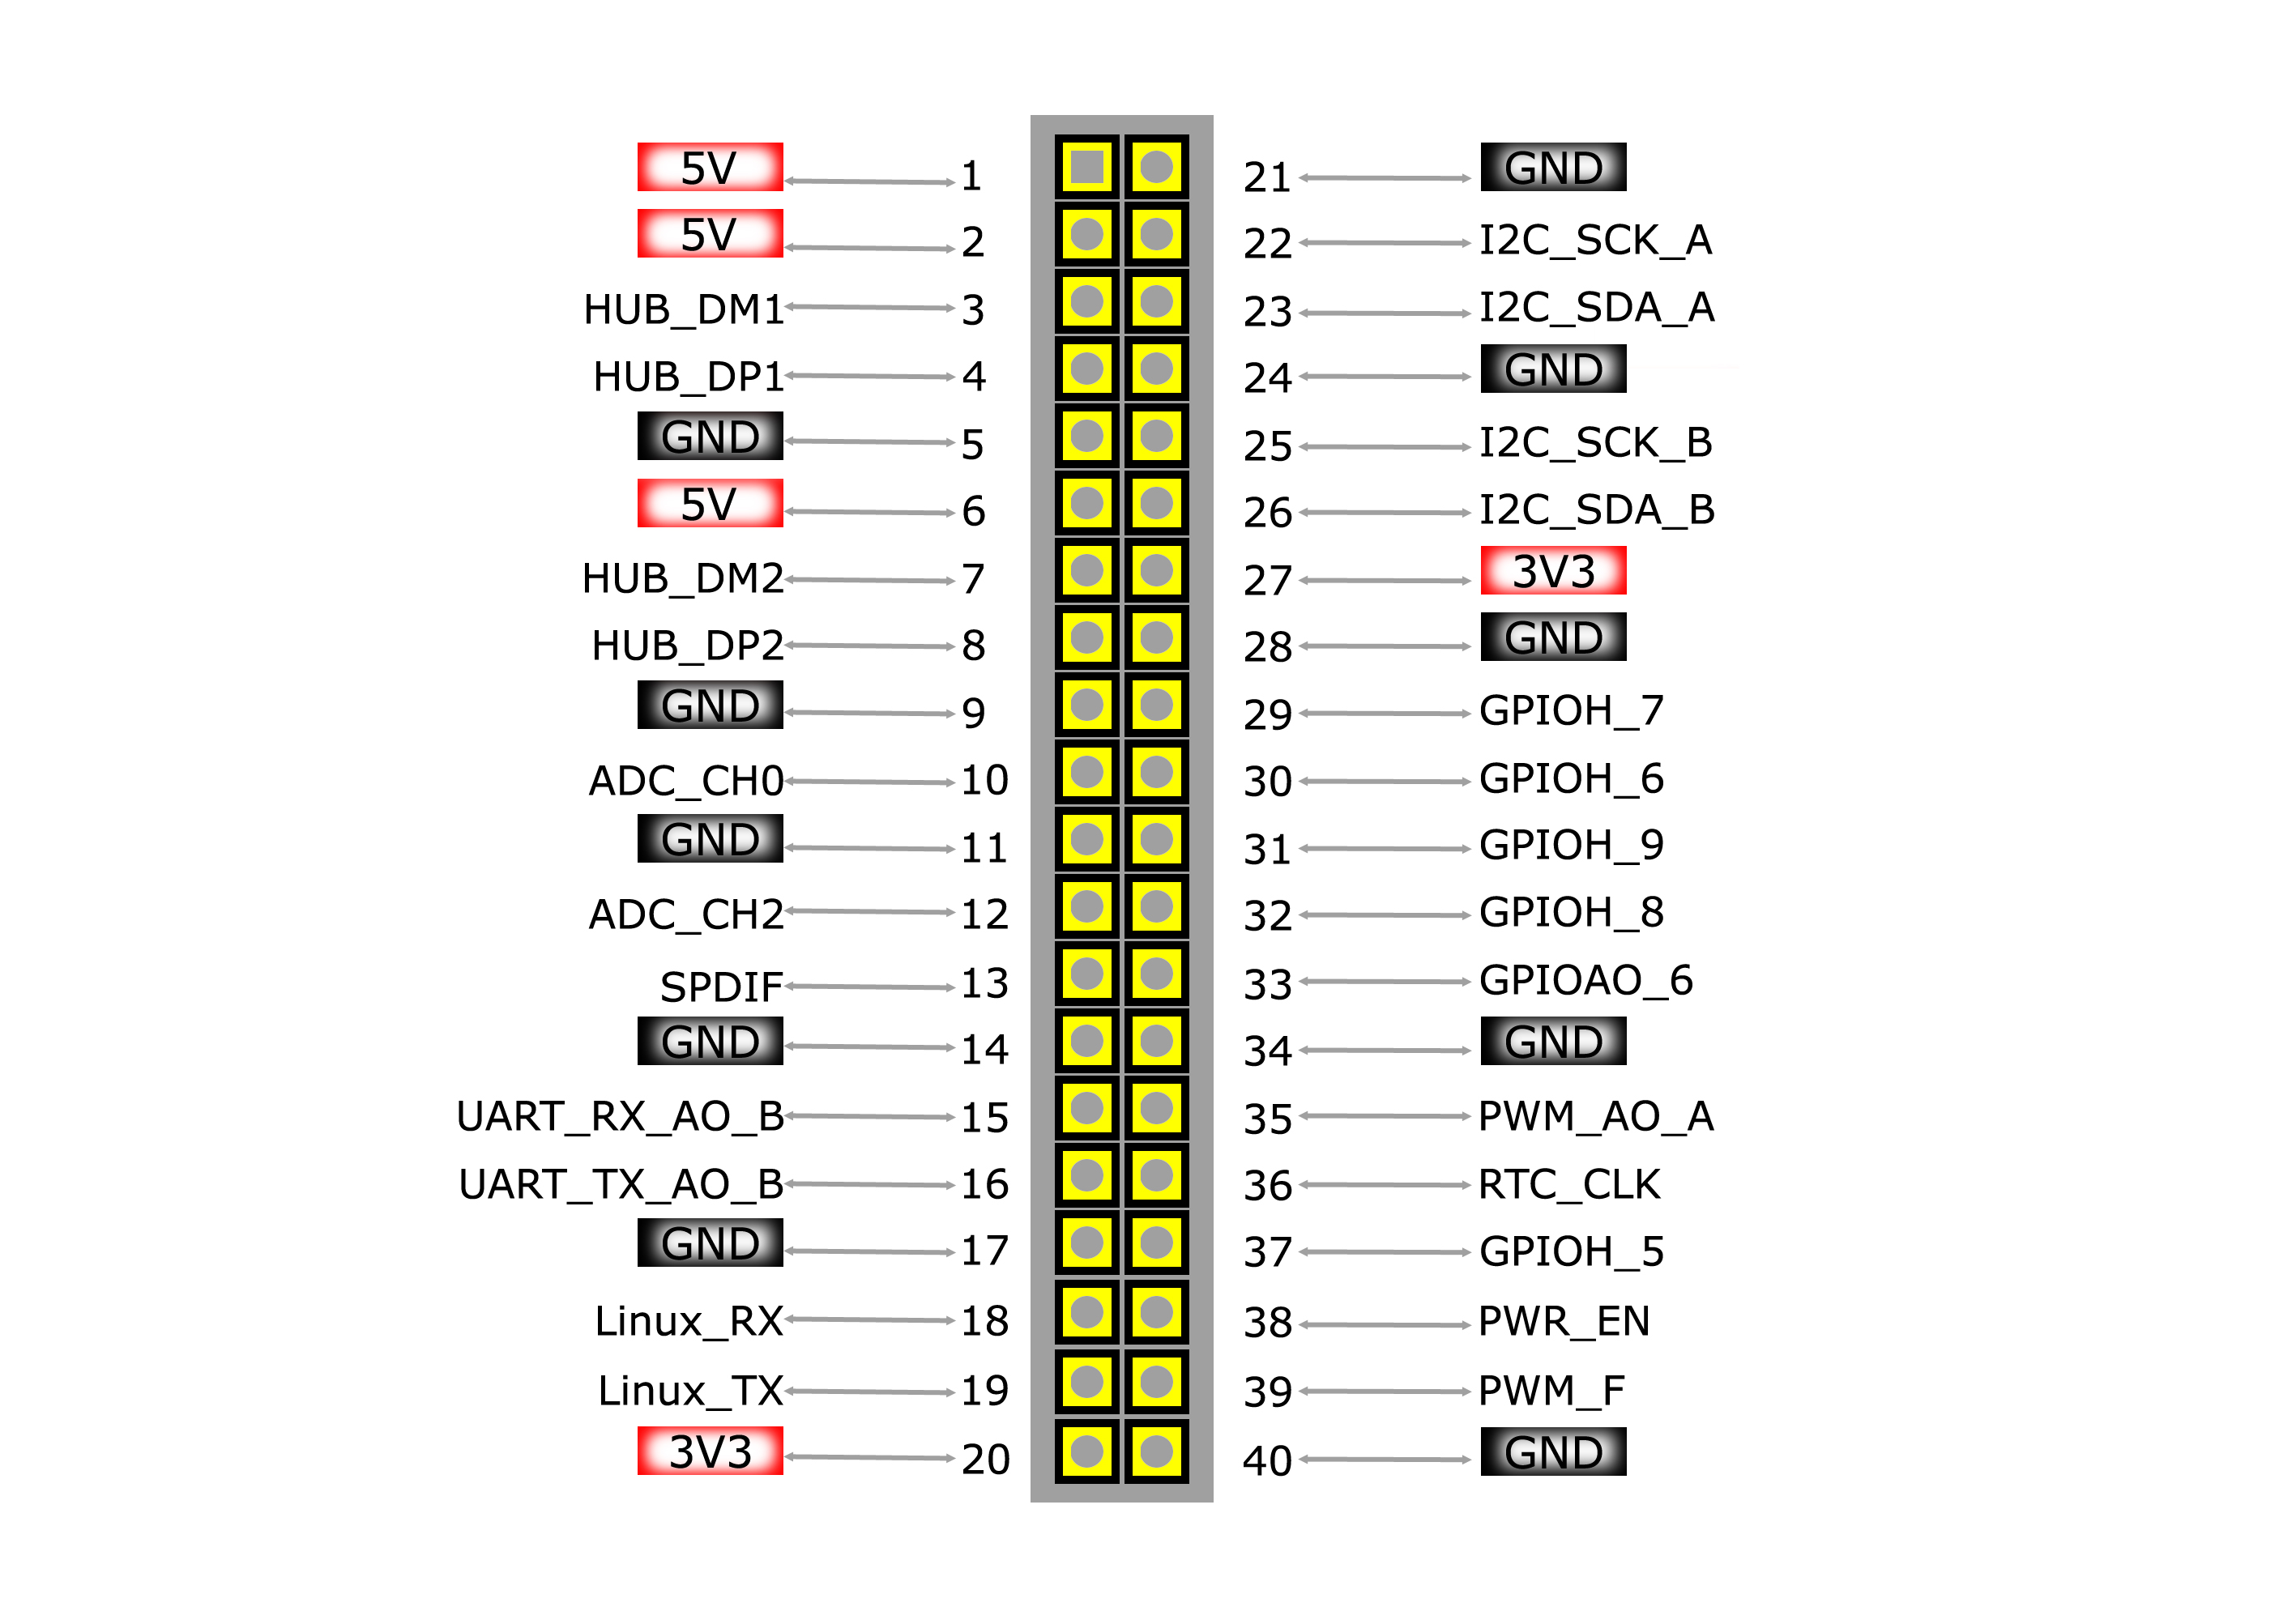 5V 1 21 GND
5V 2 22 I2C_SCK_A
HUB_DM1 3 23 I2C_SDA_A
HUB_DP1 4 24 GND
GND 5 25 I2C_SCK_B
5V 6 26 I2C_SDA_B
HUB_DM2 7 27 3V3
HUB_DP2 8 28 GND
GND 9 29 GPIOH_7
ADC_CH0 10 30 GPIOH_6
GND 11 31 GPIOH_9
ADC_CH2 12 32 GPIOH_8
SPDIF 13 33 GPIOAO_6
GND 14 34 GND
UART_RX_AO_B 15 35 PWM_AO_A
UART_TX_AO_B 16 36 RTC_CLK
GND 17 37 GPIOH_5
Linux_RX 18 38 PWR_EN
Linux_TX 19 39 PWM_F
3V3 20 40 GND